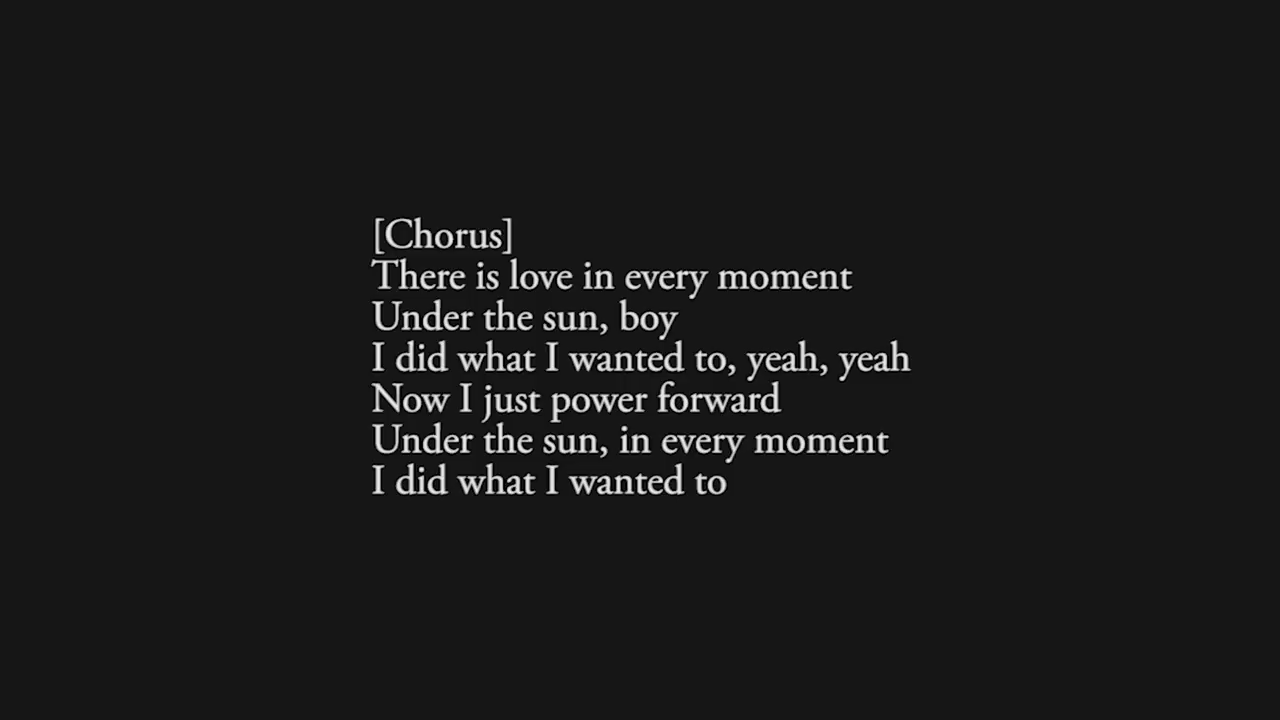 [Chorus]
There is love in every moment
Under the sun, boy
I did what I wanted to, yeah, yeah
Now I just power forward
Under the sun, in every moment
I did what I wanted to